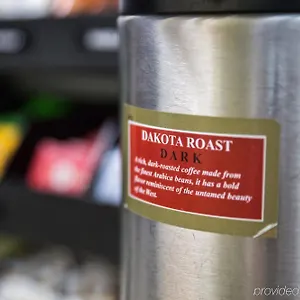 DAKOTA ROAST
DARK
A rich, dark-roasted coffee made from
the finest Arabica beans, it has a bold
flavor reminiscent of the untamed beauty
of the West.
provided